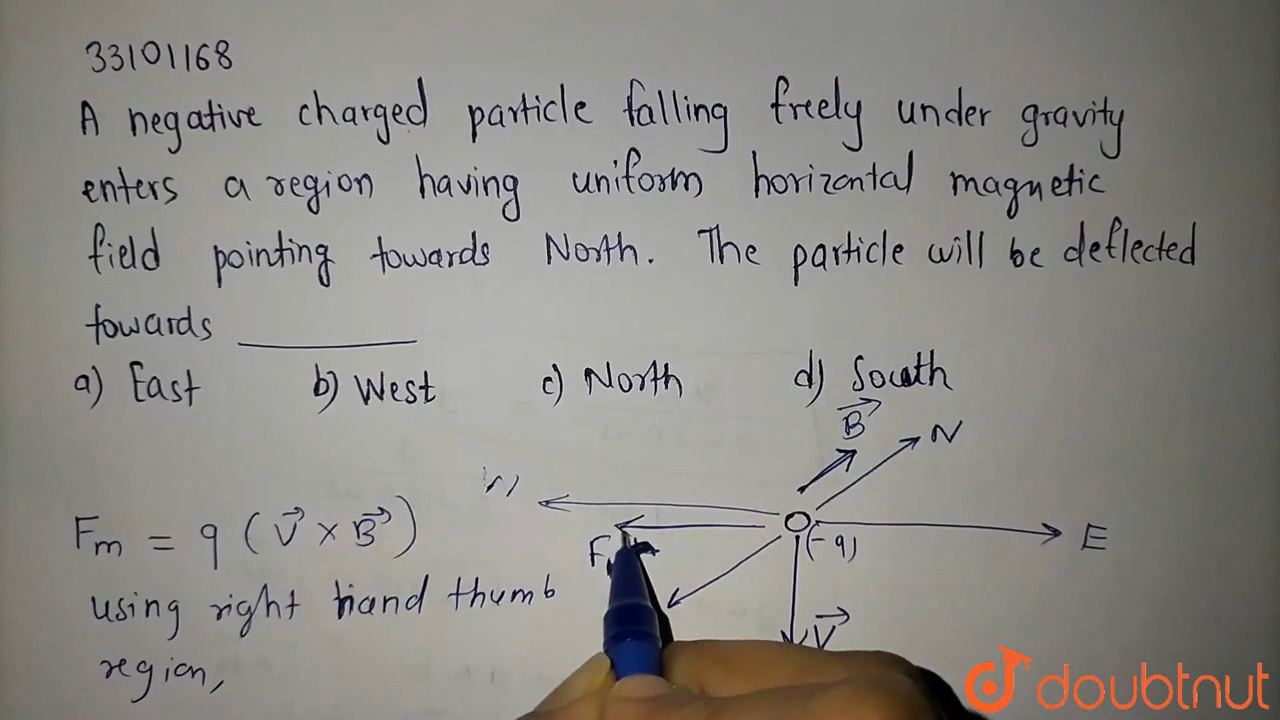 33101168
A negative charged particle falling freely under gravity
enters a region having uniform horizontal magnetic
field pointing towards North. The particle will be deflected
towards ________
a) East b) West c) North d) South
B⃗
N
E
(-q)
V⃗
Fm = q (V⃗ × B⃗)
using right hand thumb
region,
doubtnut